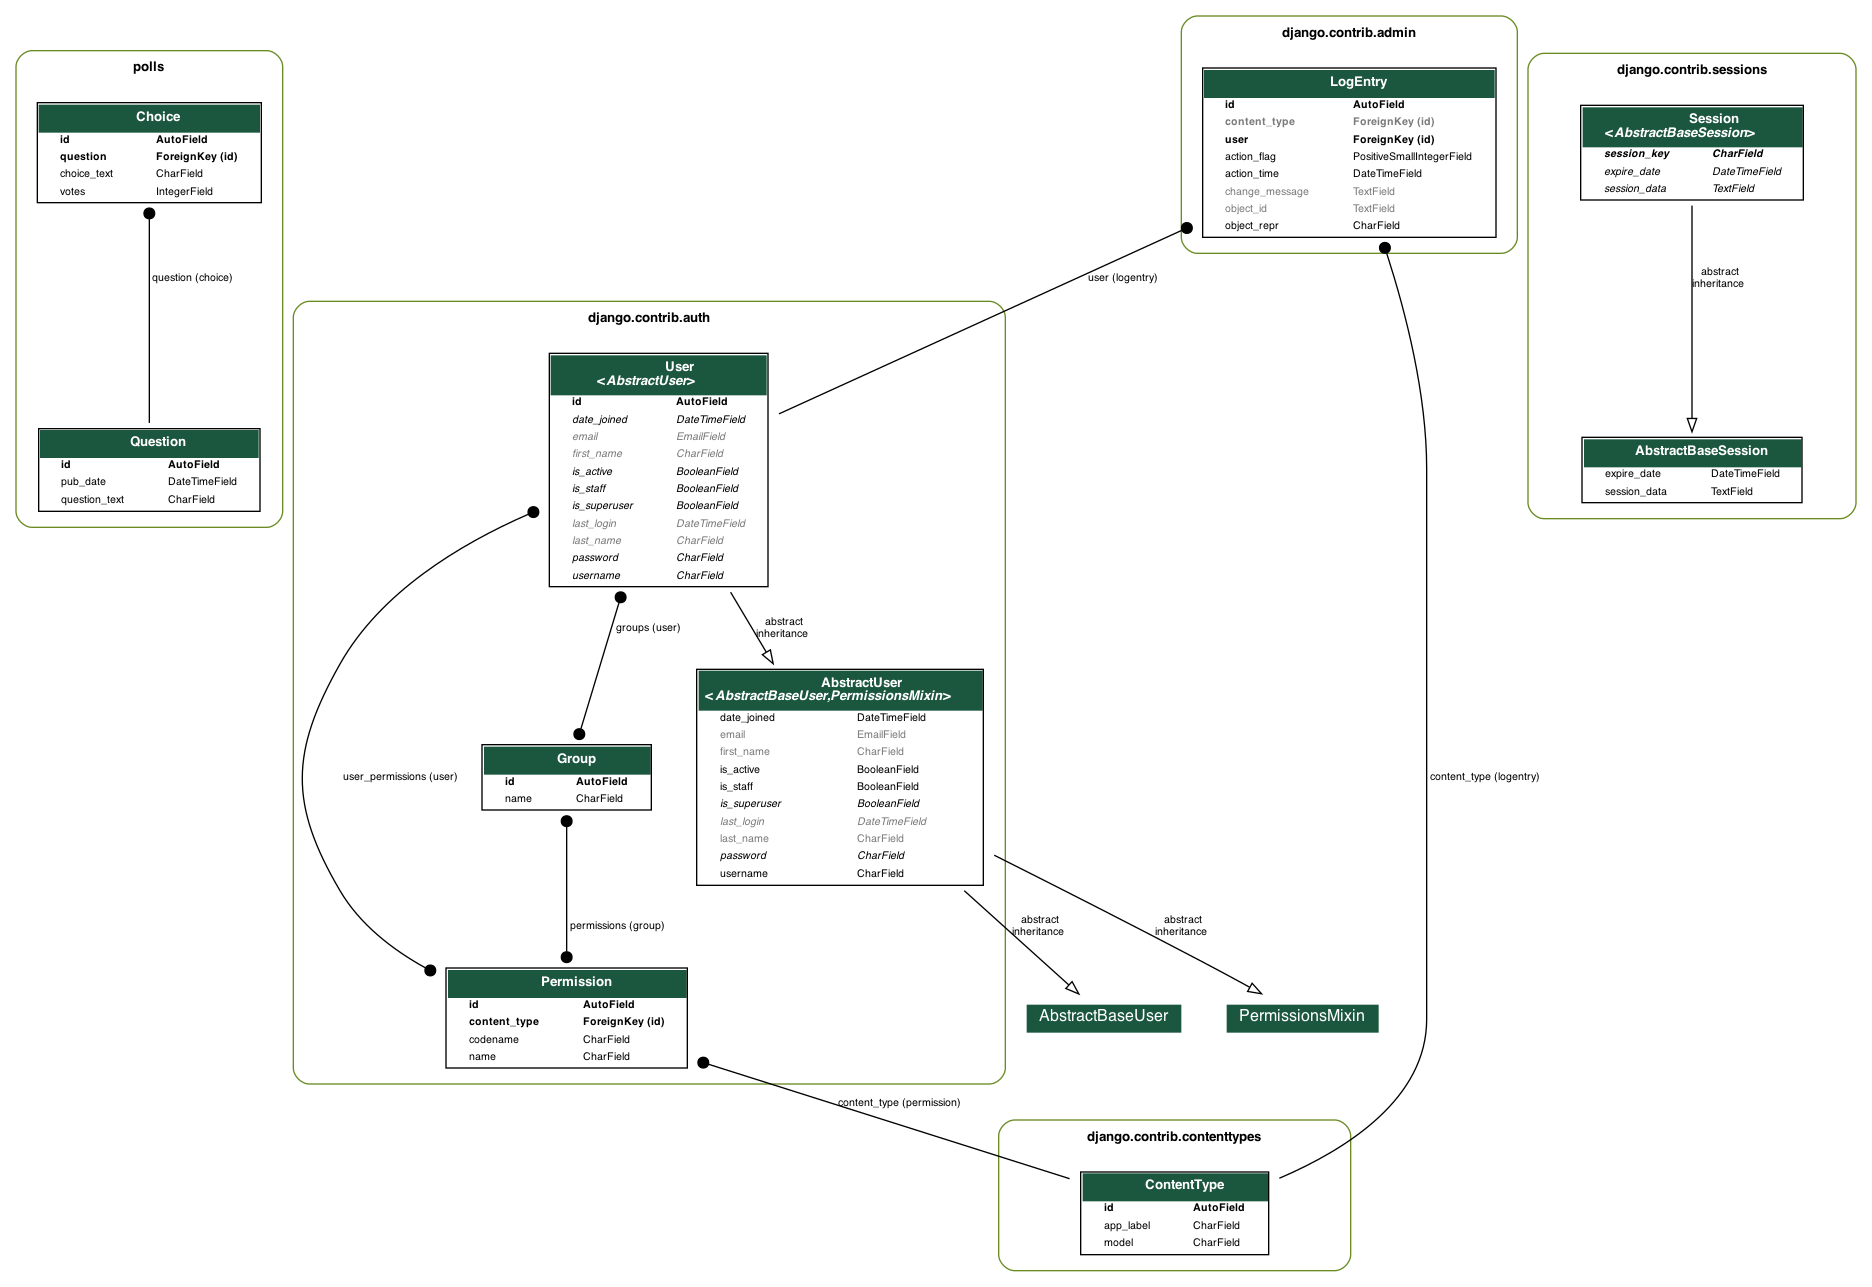 polls
Choice
id AutoField
question ForeignKey (id)
choice_text CharField
votes IntegerField
question (choice)
Question
id AutoField
pub_date DateTimeField
question_text CharField
django.contrib.admin
LogEntry
id AutoField
content_type ForeignKey (id)
user ForeignKey (id)
action_flag PositiveSmallIntegerField
action_time DateTimeField
change_message TextField
object_id TextField
object_repr CharField
user (logentry)
django.contrib.sessions
Session
<AbstractBaseSession>
session_key CharField
expire_date DateTimeField
session_data TextField
abstract
inheritance
AbstractBaseSession
expire_date DateTimeField
session_data TextField
django.contrib.auth
User
<AbstractUser>
id AutoField
date_joined DateTimeField
email EmailField
first_name CharField
is_active BooleanField
is_staff BooleanField
is_superuser BooleanField
last_login DateTimeField
last_name CharField
password CharField
username CharField
groups (user)
abstract
inheritance
AbstractUser
<AbstractBaseUser,PermissionsMixin>
date_joined DateTimeField
email EmailField
first_name CharField
is_active BooleanField
is_staff BooleanField
is_superuser BooleanField
last_login DateTimeField
last_name CharField
password CharField
username CharField
Group
id AutoField
name CharField
user_permissions (user)
permissions (group)
Permission
id AutoField
content_type ForeignKey (id)
codename CharField
name CharField
abstract
inheritance
abstract
inheritance
AbstractBaseUser
PermissionsMixin
content_type (logentry)
content_type (permission)
django.contrib.contenttypes
ContentType
id AutoField
app_label CharField
model CharField